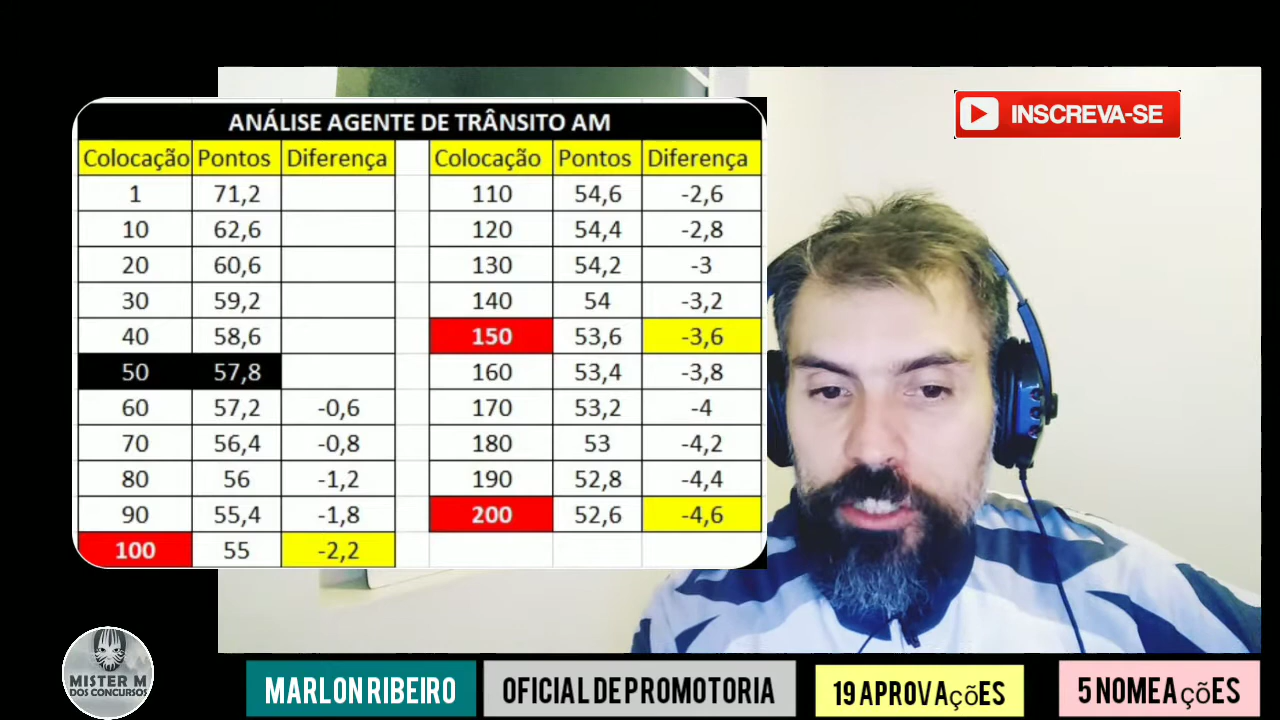 INSCREVA-SE
ANÁLISE AGENTE DE TRÂNSITO AM
Colocação Pontos Diferença Colocação Pontos Diferença
1 71,2 110 54,6 -2,6
10 62,6 120 54,4 -2,8
20 60,6 130 54,2 -3
30 59,2 140 54 -3,2
40 58,6 150 53,6 -3,6
50 57,8 160 53,4 -3,8
60 57,2 -0,6 170 53,2 -4
70 56,4 -0,8 180 53 -4,2
80 56 -1,2 190 52,8 -4,4
90 55,4 -1,8 200 52,6 -4,6
100 55 -2,2
MISTER M
DOS CONCURSOS
MARLON RIBEIRO OFICIAL DE PROMOTORIA 19 APROVAçõES 5 NOMEAçõES